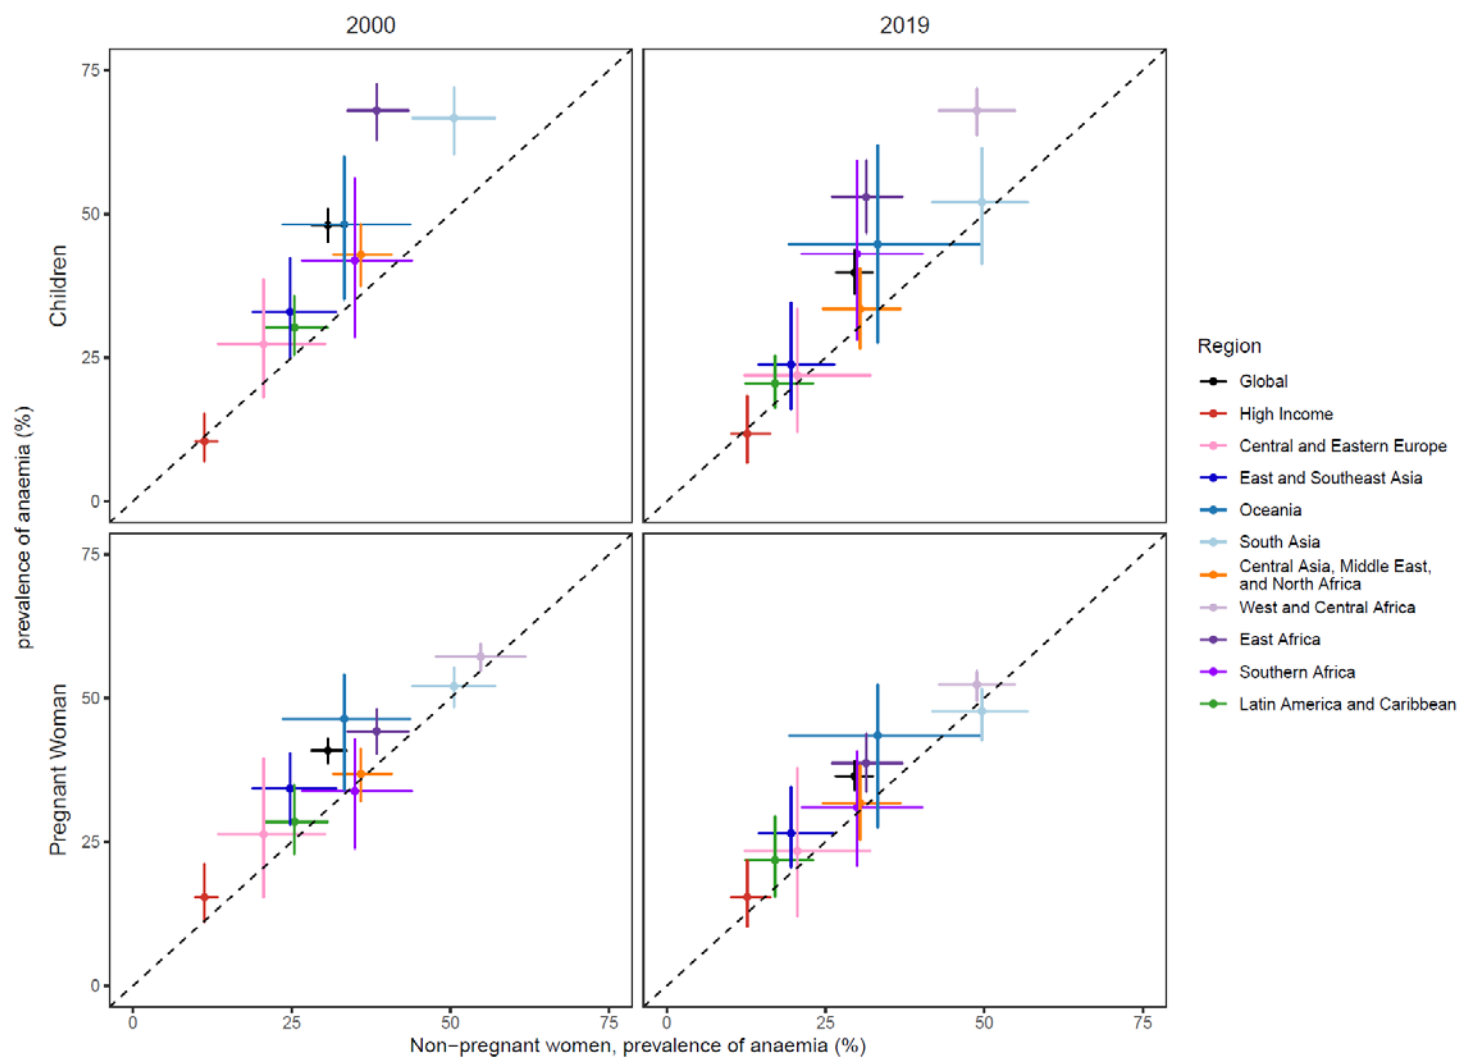 2000
2019
75
50
25
0
Children
prevalence of anaemia (%)
75
50
25
0
Pregnant Woman
0
25
50
75
0
25
50
75
Non−pregnant women, prevalence of anaemia (%)
Region
Global
High Income
Central and Eastern Europe
East and Southeast Asia
Oceania
South Asia
Central Asia, Middle East,
and North Africa
West and Central Africa
East Africa
Southern Africa
Latin America and Caribbean